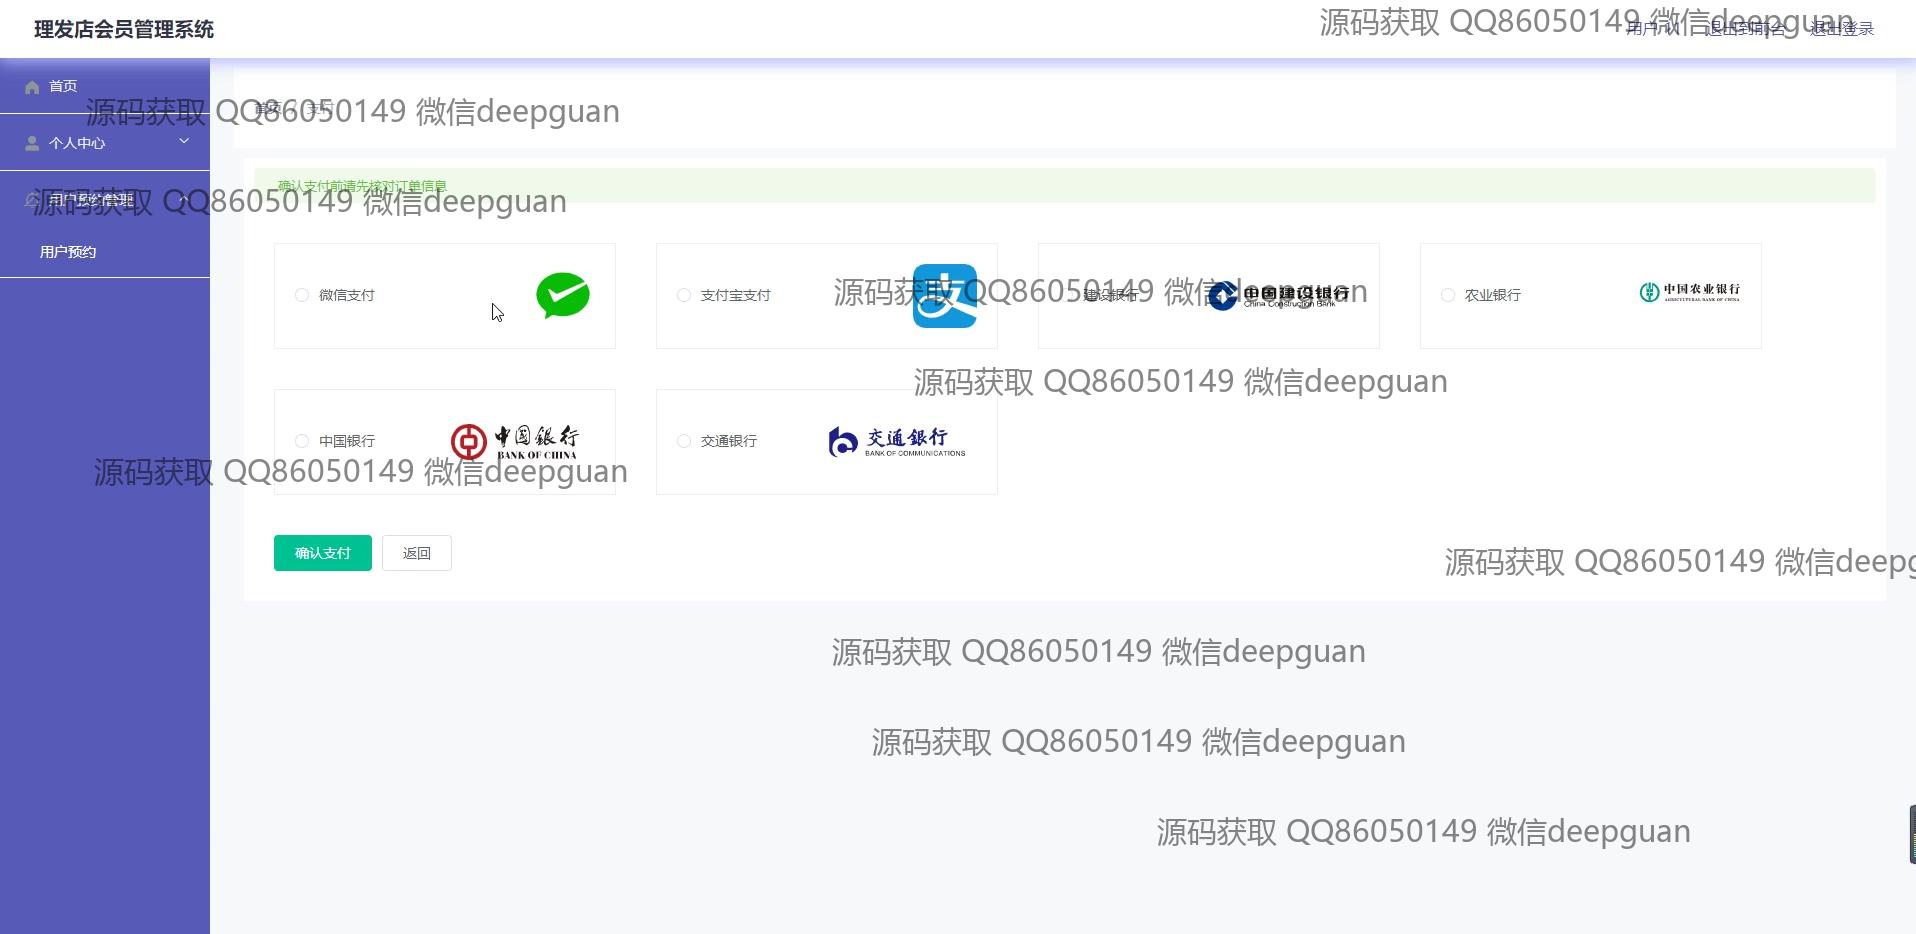 理发店会员管理系统
源码获取 QQ86050149 微信deepguan
退出到前台
退出登录
首页
首页
支付
源码获取 QQ86050149 微信deepguan
个人中心
确认支付前请先核对订单信息
用户预约管理
源码获取 QQ86050149 微信deepguan
用户预约
微信支付
支付宝支付
支
源码获取 QQ86050149 微信deepguan
建设银行
中国建设银行
China Construction Bank
农业银行
中国农业银行
AGRICULTURAL BANK OF CHINA
源码获取 QQ86050149 微信deepguan
中国银行
中国銀行
BANK OF CHINA
交通银行
交通銀行
BANK OF COMMUNICATIONS
源码获取 QQ86050149 微信deepguan
确认支付
返回
源码获取 QQ86050149 微信deepg
源码获取 QQ86050149 微信deepguan
源码获取 QQ86050149 微信deepguan
源码获取 QQ86050149 微信deepguan